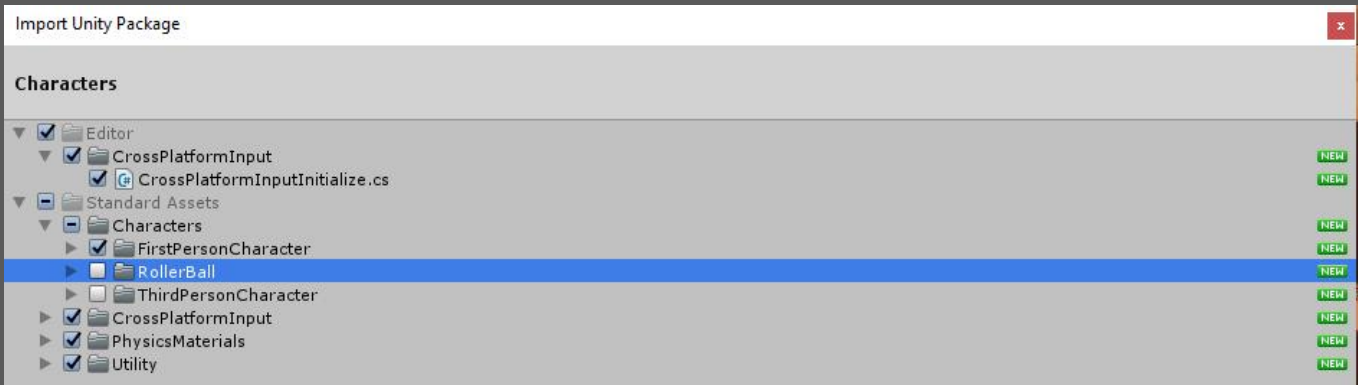 Import Unity Package
x
Characters
Editor
CrossPlatformInput NEW
CrossPlatformInputInitialize.cs NEW
Standard Assets
Characters NEW
FirstPersonCharacter NEW
RollerBall NEW
ThirdPersonCharacter NEW
CrossPlatformInput NEW
PhysicsMaterials NEW
Utility NEW